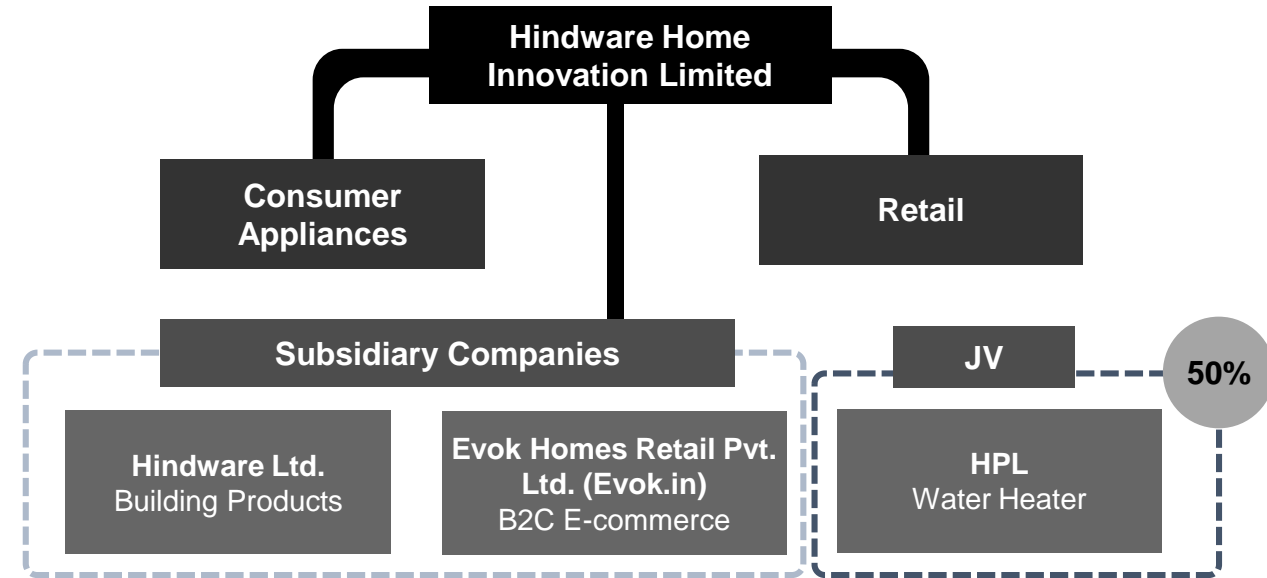 Hindware Home
Innovation Limited
Consumer
Appliances
Retail
Subsidiary Companies
JV
50%
Hindware Ltd.
Building Products
Evok Homes Retail Pvt.
Ltd. (Evok.in)
B2C E-commerce
HPL
Water Heater